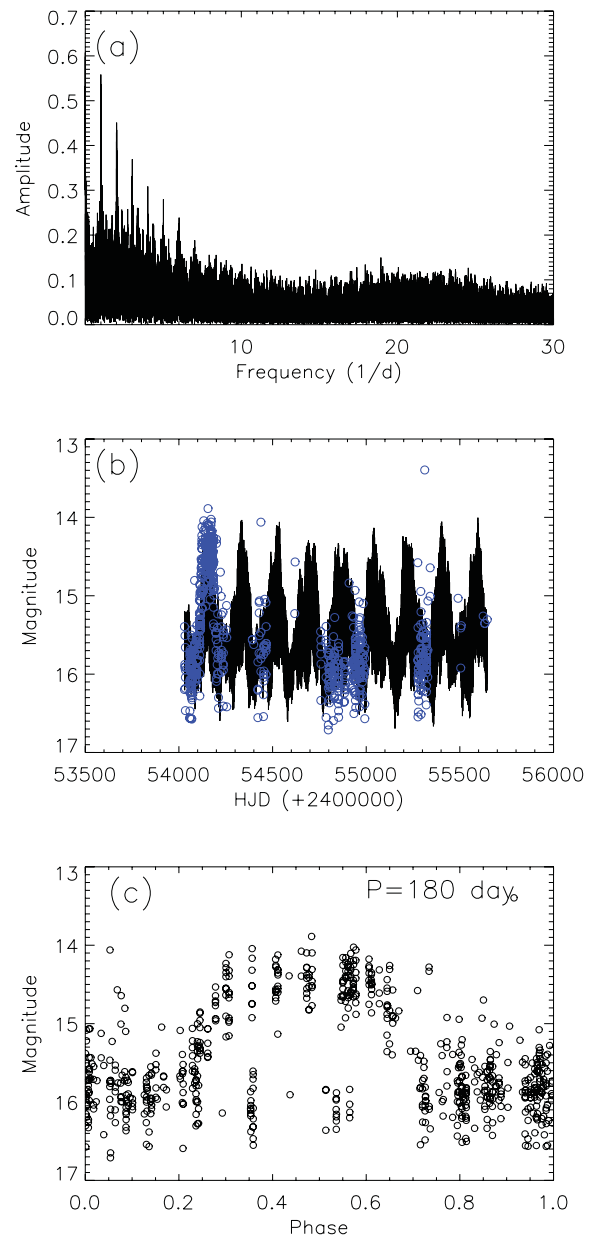 0.7
(a)
0.6
0.5
0.4
0.3
0.2
0.1
0.0
Amplitude
10 20 30
Frequency (1/d)
13
(b)
14
15
16
17
Magnitude
53500 54000 54500 55000 55500 56000
HJD (+2400000)
13
(c) P=180 day
14
15
16
17
Magnitude
0.0 0.2 0.4 0.6 0.8 1.0
Phase